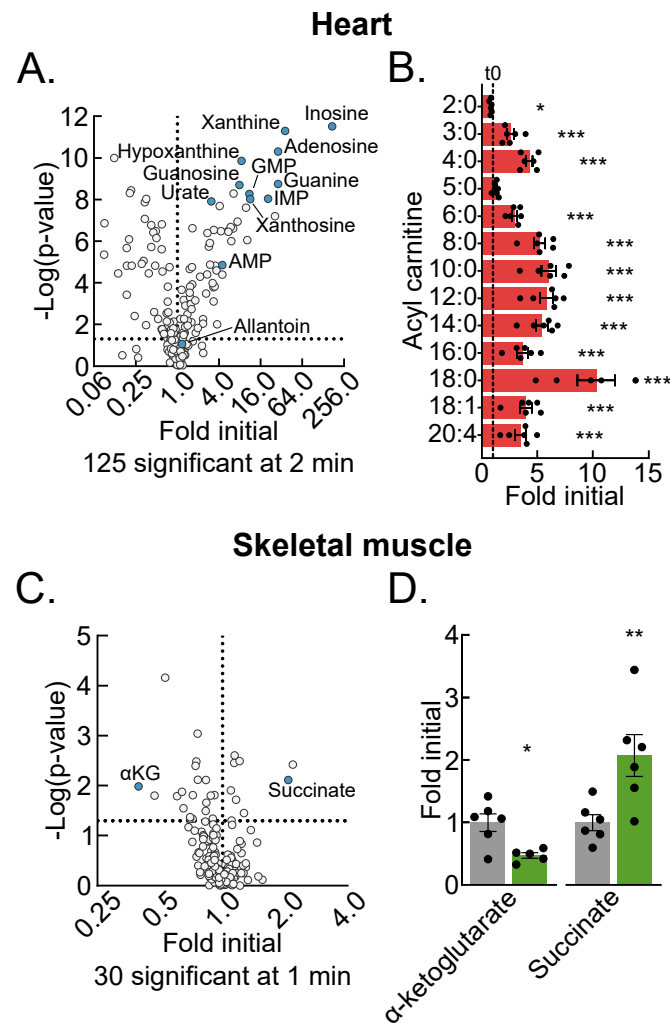 Heart
A.
-Log(p-value)
12
10
8
6
4
2
0
Xanthine
Inosine
Hypoxanthine
Adenosine
Guanosine
GMP
Guanine
Urate
IMP
Xanthosine
AMP
Allantoin
0.06
0.25
1.0
4.0
16.0
64.0
256.0
Fold initial
125 significant at 2 min
B.
t0
Acyl carnitine
2:0
*
3:0
***
4:0
***
5:0
6:0
***
8:0
***
10:0
***
12:0
***
14:0
***
16:0
***
18:0
***
18:1
***
20:4
***
0
5
10
15
Fold initial
Skeletal muscle
C.
-Log(p-value)
5
4
3
2
1
0
αKG
Succinate
0.25
0.5
1.0
2.0
4.0
Fold initial
30 significant at 1 min
D.
Fold initial
4
3
2
1
0
*
**
α-ketoglutarate
Succinate